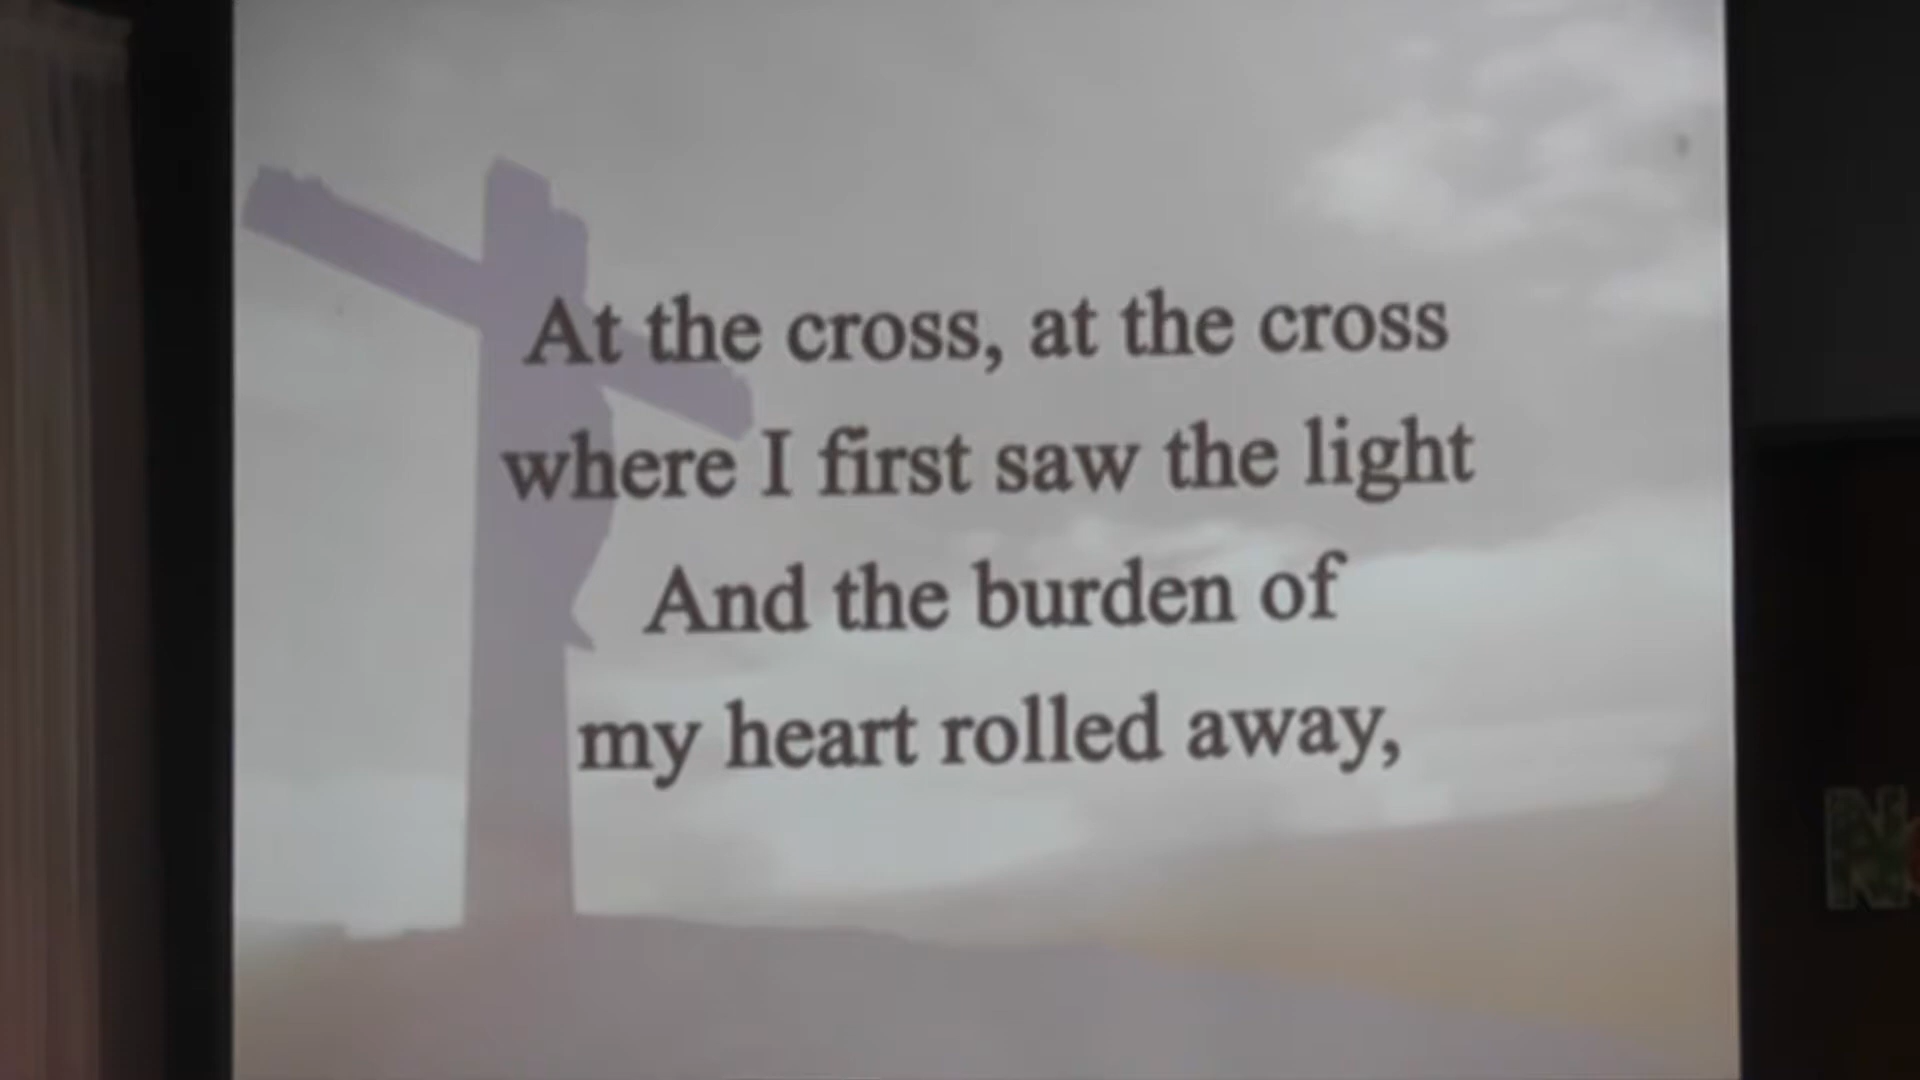 At the cross, at the cross
where I first saw the light
And the burden of
my heart rolled away,